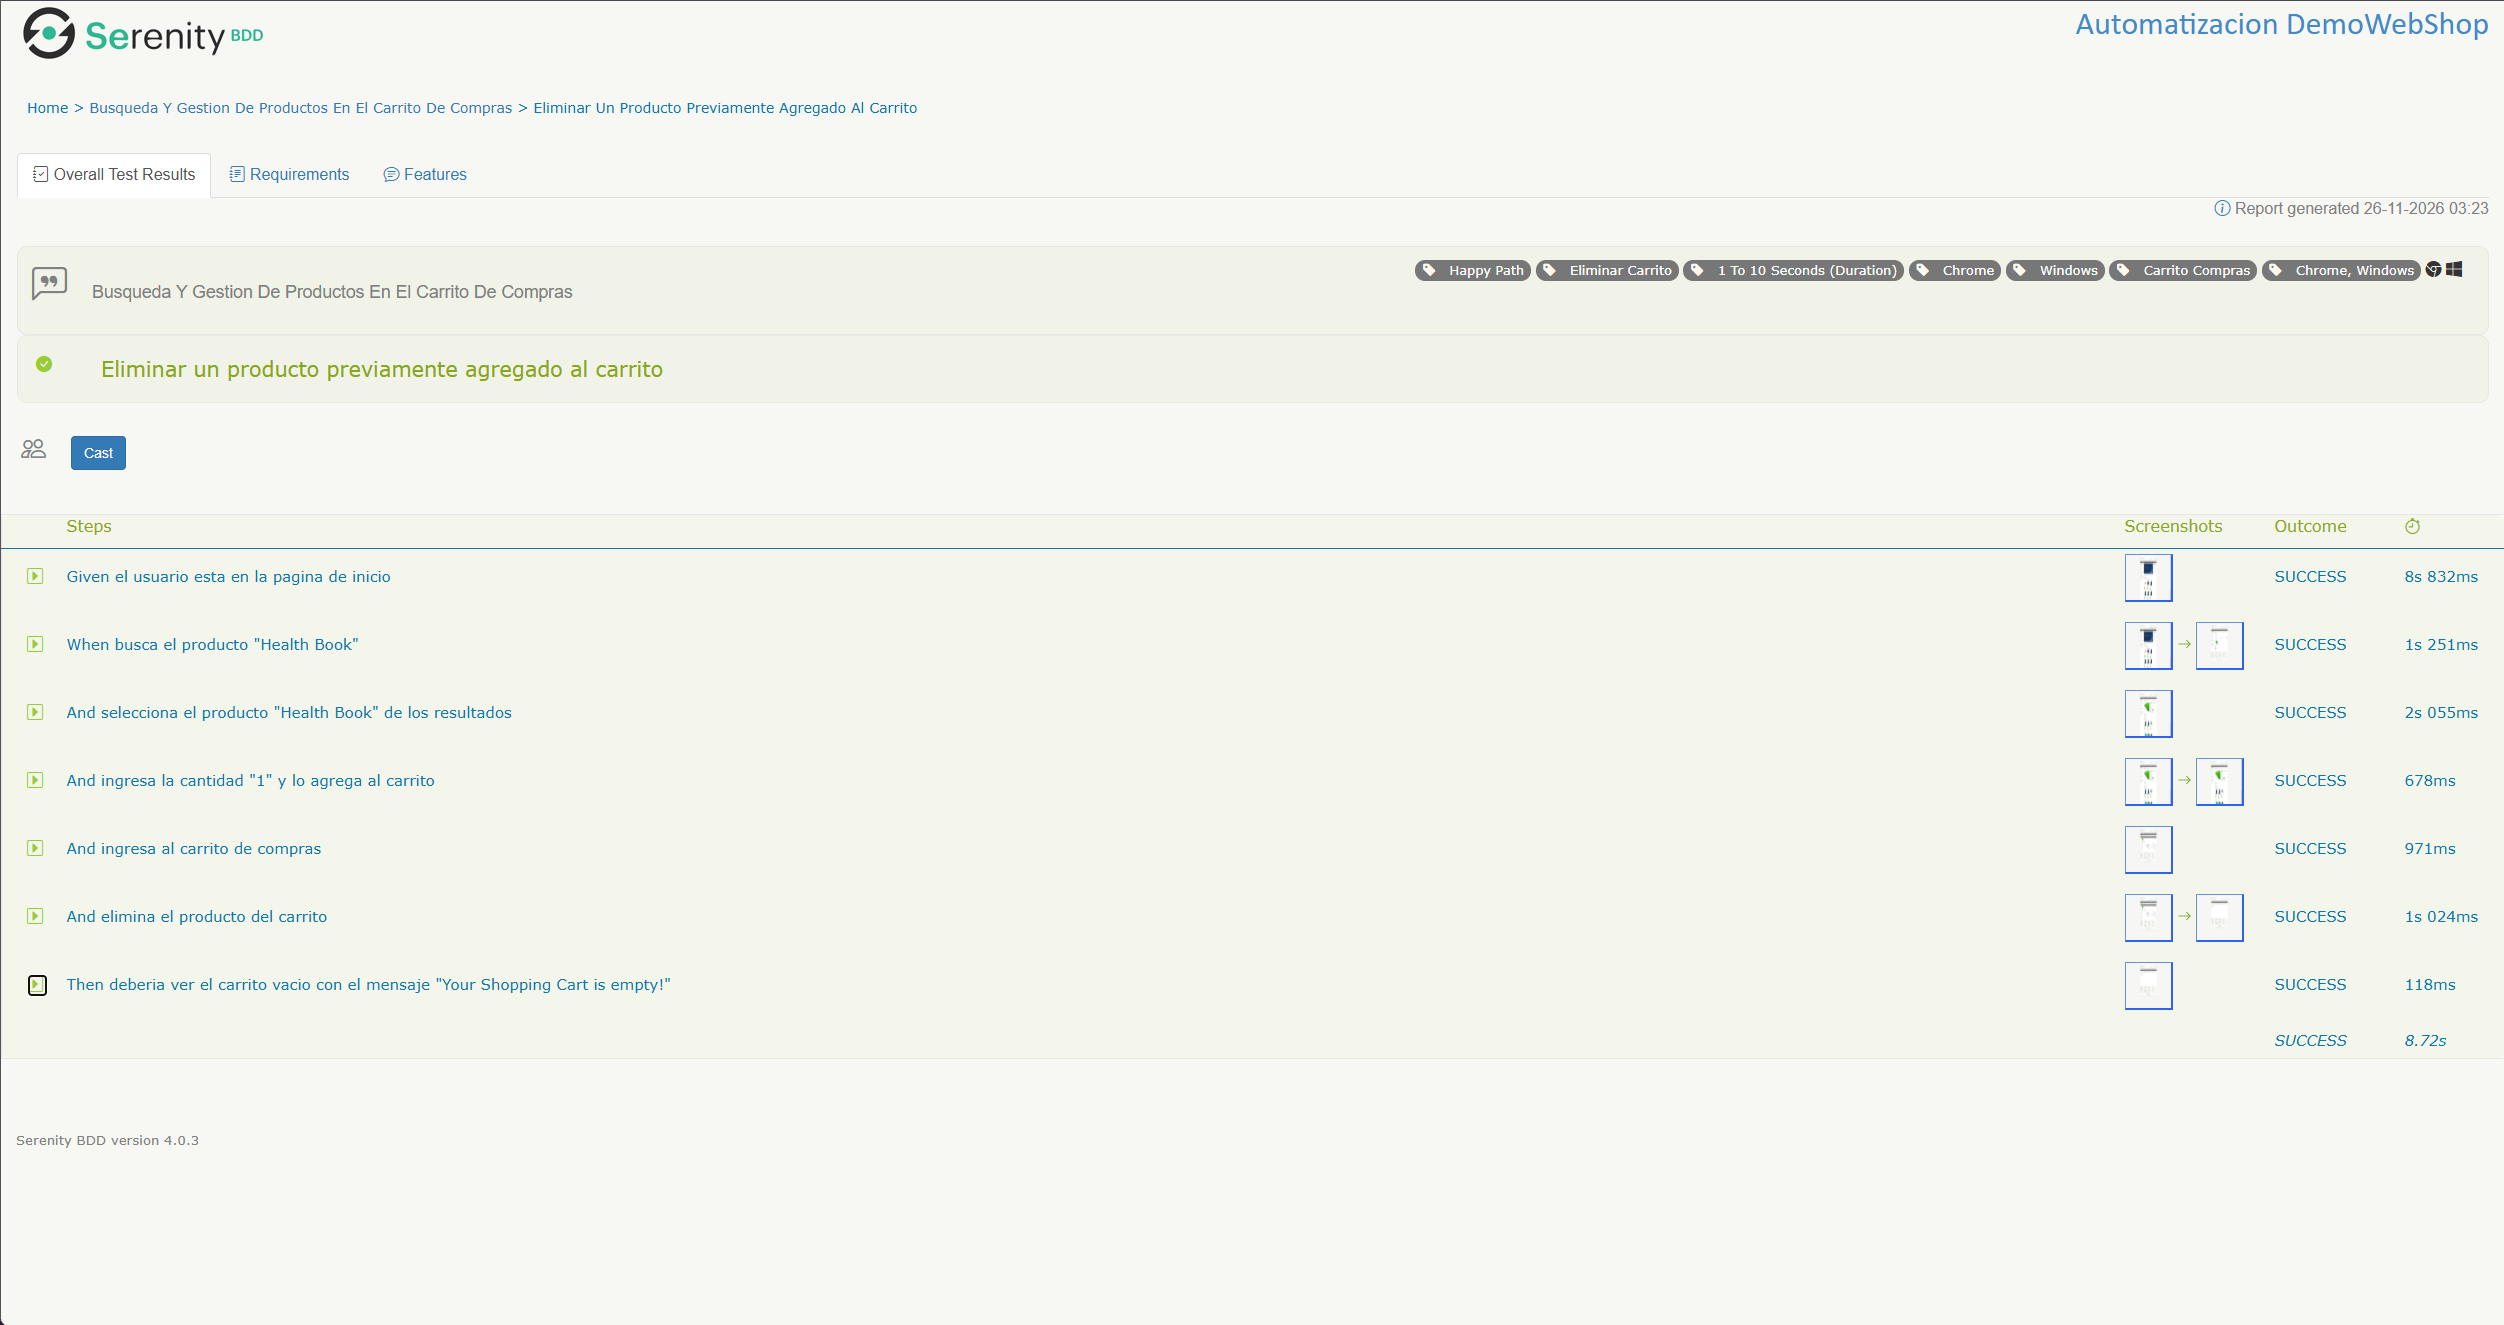 Serenity BDD
Automatizacion DemoWebShop
Home > Busqueda Y Gestion De Productos En El Carrito De Compras > Eliminar Un Producto Previamente Agregado Al Carrito
Overall Test Results
Requirements
Features
Report generated 26-11-2026 03:23
Busqueda Y Gestion De Productos En El Carrito De Compras
Happy Path
Eliminar Carrito
1 To 10 Seconds (Duration)
Chrome
Windows
Carrito Compras
Chrome, Windows
Eliminar un producto previamente agregado al carrito
Cast
Steps Screenshots Outcome
Given el usuario esta en la pagina de inicio SUCCESS 8s 832ms
When busca el producto "Health Book" SUCCESS 1s 251ms
And selecciona el producto "Health Book" de los resultados SUCCESS 2s 055ms
And ingresa la cantidad "1" y lo agrega al carrito SUCCESS 678ms
And ingresa al carrito de compras SUCCESS 971ms
And elimina el producto del carrito SUCCESS 1s 024ms
Then deberia ver el carrito vacio con el mensaje "Your Shopping Cart is empty!" SUCCESS 118ms
SUCCESS 8.72s
Serenity BDD version 4.0.3